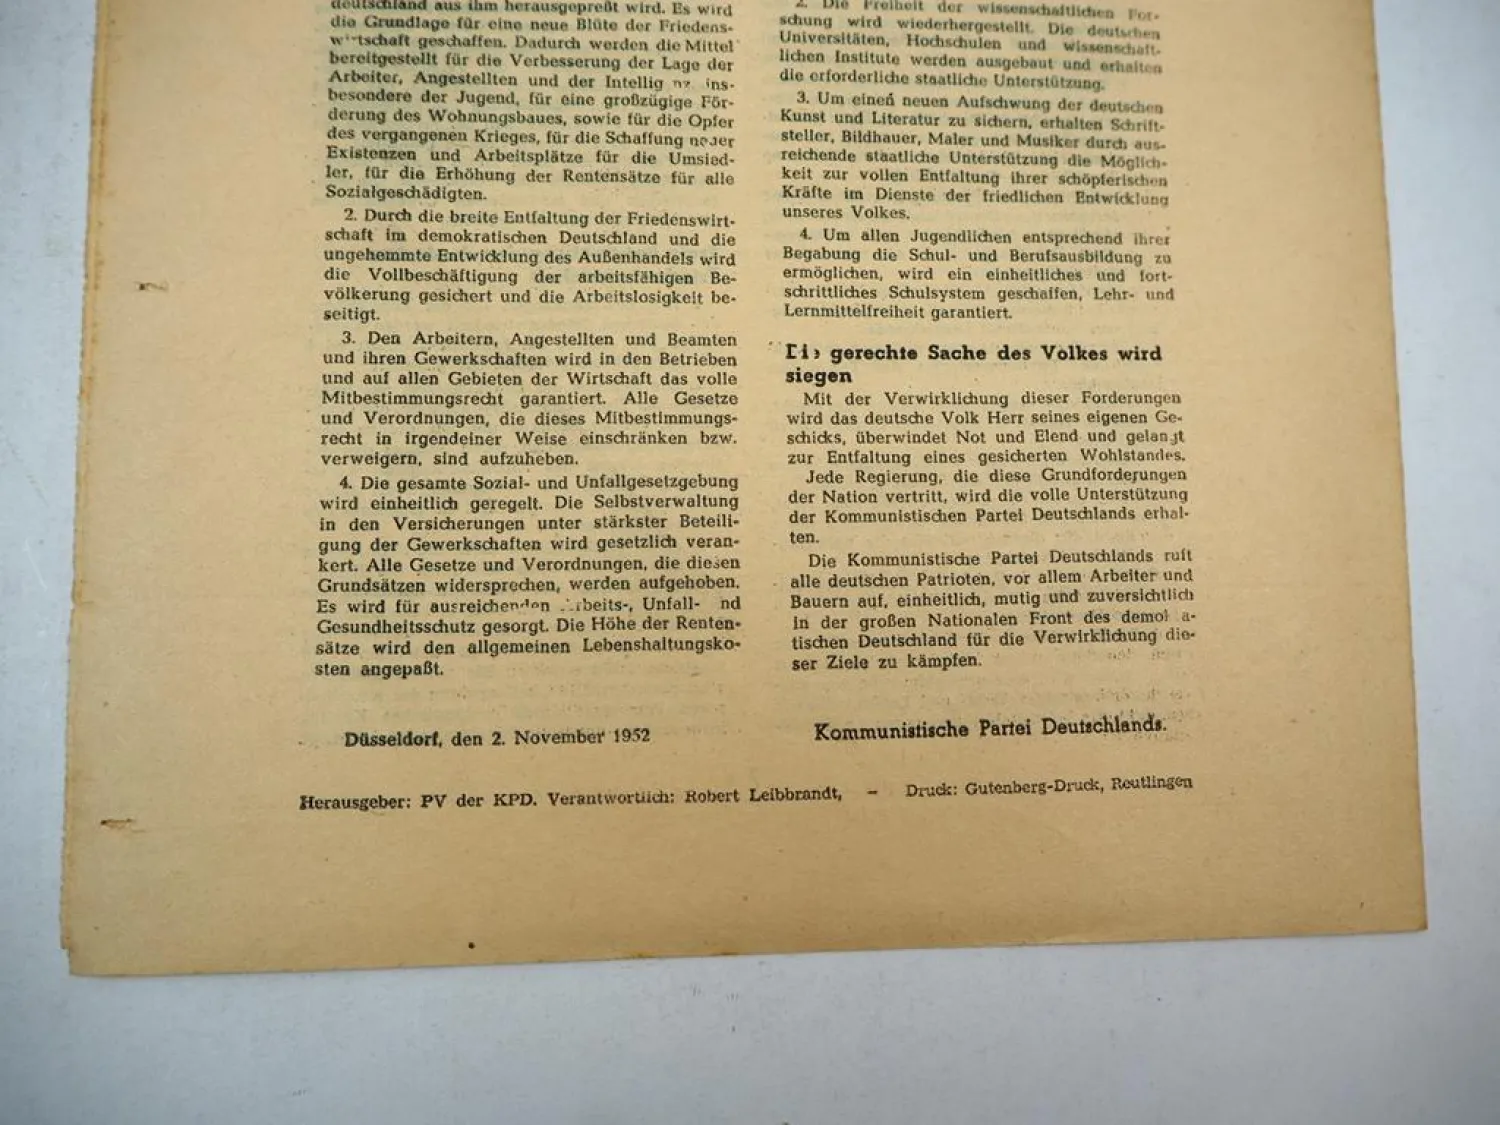 deutschland aus ihm herausgepreßt wird. Es wird
die Grundlage für eine neue Blüte der Friedens-
wirtschaft geschaffen. Dadurch werden die Mittel
bereitgestellt für die Verbesserung der Lage der
Arbeiter, Angestellten und der Intellig ins-
besondere der Jugend, für eine großzügige För-
derung des Wohnungsbaues, sowie für die Opfer
des vergangenen Krieges, für die Schaffung neuer
Existenzen und Arbeitsplätze für die Umsied-
ler, für die Erhöhung der Rentensätze für alle
Sozialgeschädigten.
2. Durch die breite Entfaltung der Friedenswirt-
schaft im demokratischen Deutschland und die
ungehemmte Entwicklung des Außenhandels wird
die Vollbeschäftigung der arbeitsfähigen Be-
völkerung gesichert und die Arbeitslosigkeit be-
seitigt.
3. Den Arbeitern, Angestellten und Beamten
und ihren Gewerkschaften wird in den Betrieben
und auf allen Gebieten der Wirtschaft das volle
Mitbestimmungsrecht garantiert. Alle Gesetze
und Verordnungen, die dieses Mitbestimmungs-
recht in irgendeiner Weise einschränken bzw.
verweigern, sind aufzuheben.
4. Die gesamte Sozial- und Unfallgesetzgebung
wird einheitlich geregelt. Die Selbstverwaltung
in den Versicherungen unter stärkster Beteili-
gung der Gewerkschaften wird gesetzlich veran-
kert. Alle Gesetze und Verordnungen, die diesen
Grundsätzen widersprechen, werden aufgehoben.
Es wird für ausreichenden Arbeits-, Unfall- nd
Gesundheitsschutz gesorgt. Die Höhe der Renten-
sätze wird den allgemeinen Lebenshaltungsko-
sten angepaßt.
2. Die Freiheit der wissenschaftlichen For-
schung wird wiederhergestellt. Die deutschen
Universitäten, Hochschulen und wissenschaft-
lichen Institute werden ausgebaut und erhalten
die erforderliche staatliche Unterstützung.
3. Um einen neuen Aufschwung der deutschen
Kunst und Literatur zu sichern, erhalten Schrift-
steller, Bildhauer, Maler und Musiker durch aus-
reichende staatliche Unterstützung die Möglich-
keit zur vollen Entfaltung ihrer schöpferischen
Kräfte im Dienste der friedlichen Entwicklung
unseres Volkes.
4. Um allen Jugendlichen entsprechend ihrer
Begabung die Schul- und Berufsausbildung zu
ermöglichen, wird ein einheitliches und fort-
schrittliches Schulsystem geschaffen, Lehr- und
Lernmittelfreiheit garantiert.
Die gerechte Sache des Volkes wird
siegen
Mit der Verwirklichung dieser Forderungen
wird das deutsche Volk Herr seines eigenen Ge-
schicks, überwindet Not und Elend und gelangt
zur Entfaltung eines gesicherten Wohlstandes.
Jede Regierung, die diese Grundforderungen
der Nation vertritt, wird die volle Unterstützung
der Kommunistischen Partei Deutschlands erhal-
ten.
Die Kommunistische Partei Deutschlands ruft
alle deutschen Patrioten, vor allem Arbeiter und
Bauern auf, einheitlich, mutig und zuversichtlich
in der großen Nationalen Front des demokra-
tischen Deutschland für die Verwirklichung die-
ser Ziele zu kämpfen.
Düsseldorf, den 2. November 1952
Kommunistische Partei Deutschlands.
Herausgeber: PV der KPD. Verantwortlich: Robert Leibbrandt, – Druck: Gutenberg-Druck, Reutlingen